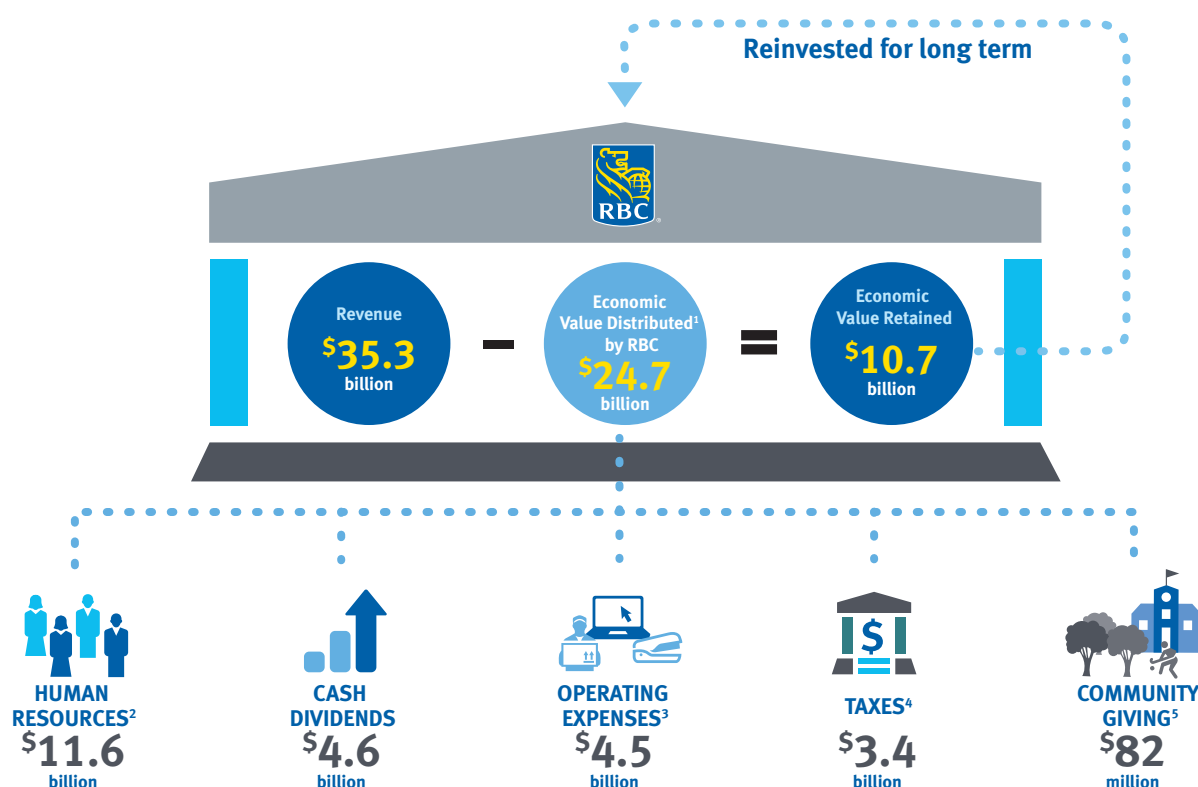 Reinvested for long term
RBC
®
Revenue
$35.3
billion
-
Economic
Value Distributed¹
by RBC
$24.7
billion
=
Economic
Value Retained
$10.7
billion
$
HUMAN
RESOURCES²
$11.6
billion
CASH
DIVIDENDS
$4.6
billion
OPERATING
EXPENSES³
$4.5
billion
TAXES⁴
$3.4
billion
COMMUNITY
GIVING⁵
$82
million